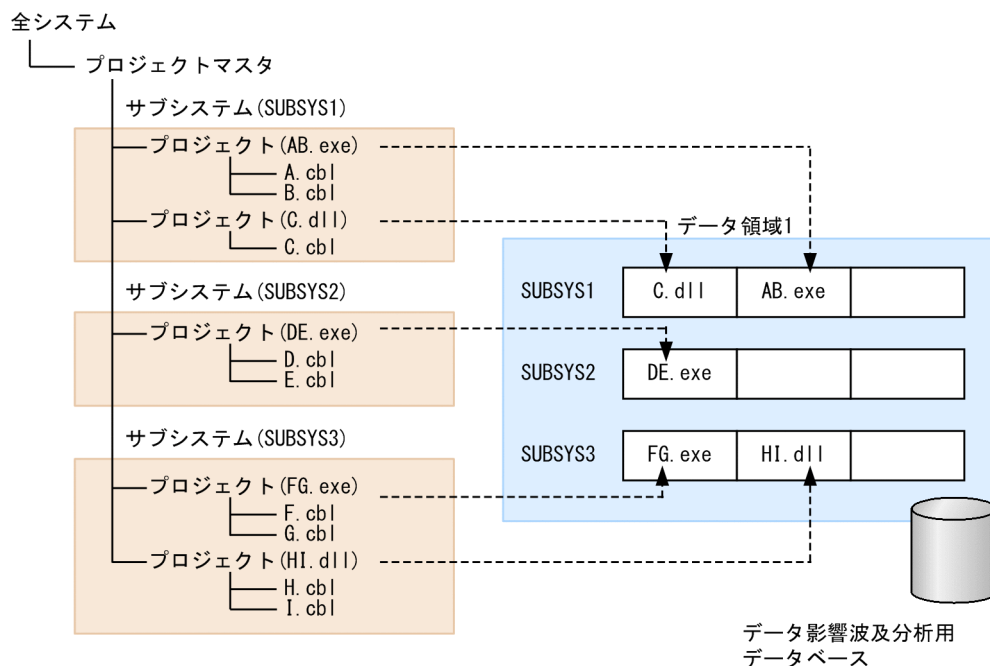 全システム
プロジェクトマスタ
サブシステム(SUBSYS1)
プロジェクト(AB.exe)
A.cbl
B.cbl
プロジェクト(C.dll)
C.cbl
サブシステム(SUBSYS2)
プロジェクト(DE.exe)
D.cbl
E.cbl
サブシステム(SUBSYS3)
プロジェクト(FG.exe)
F.cbl
G.cbl
プロジェクト(HI.dll)
H.cbl
I.cbl
データ領域1
SUBSYS1 C.dll AB.exe
SUBSYS2 DE.exe
SUBSYS3 FG.exe HI.dll
データ影響波及分析用
データベース